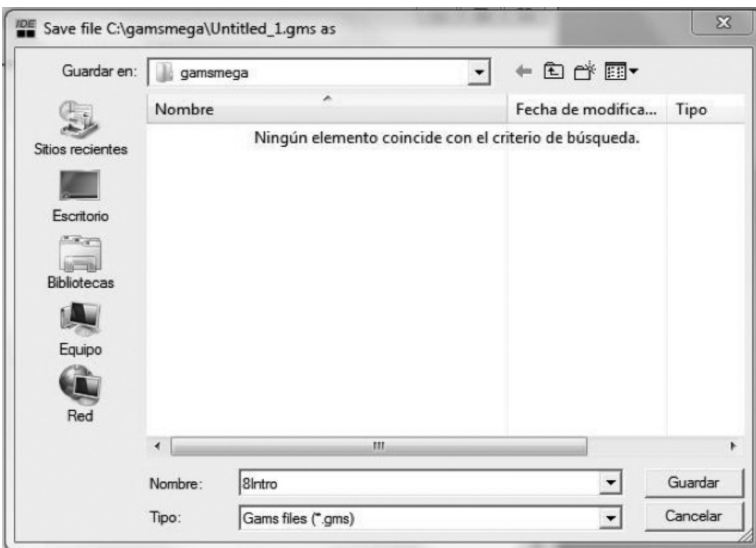 IDE Save file C:\gamsmega\Untitled_1.gms as
Guardar en: gamsmega
Nombre Fecha de modifica... Tipo
Ningún elemento coincide con el criterio de búsqueda.
Sitios recientes
Escritorio
Bibliotecas
Equipo
Red
Nombre: 8Intro Guardar
Tipo: Gams files (*.gms) Cancelar